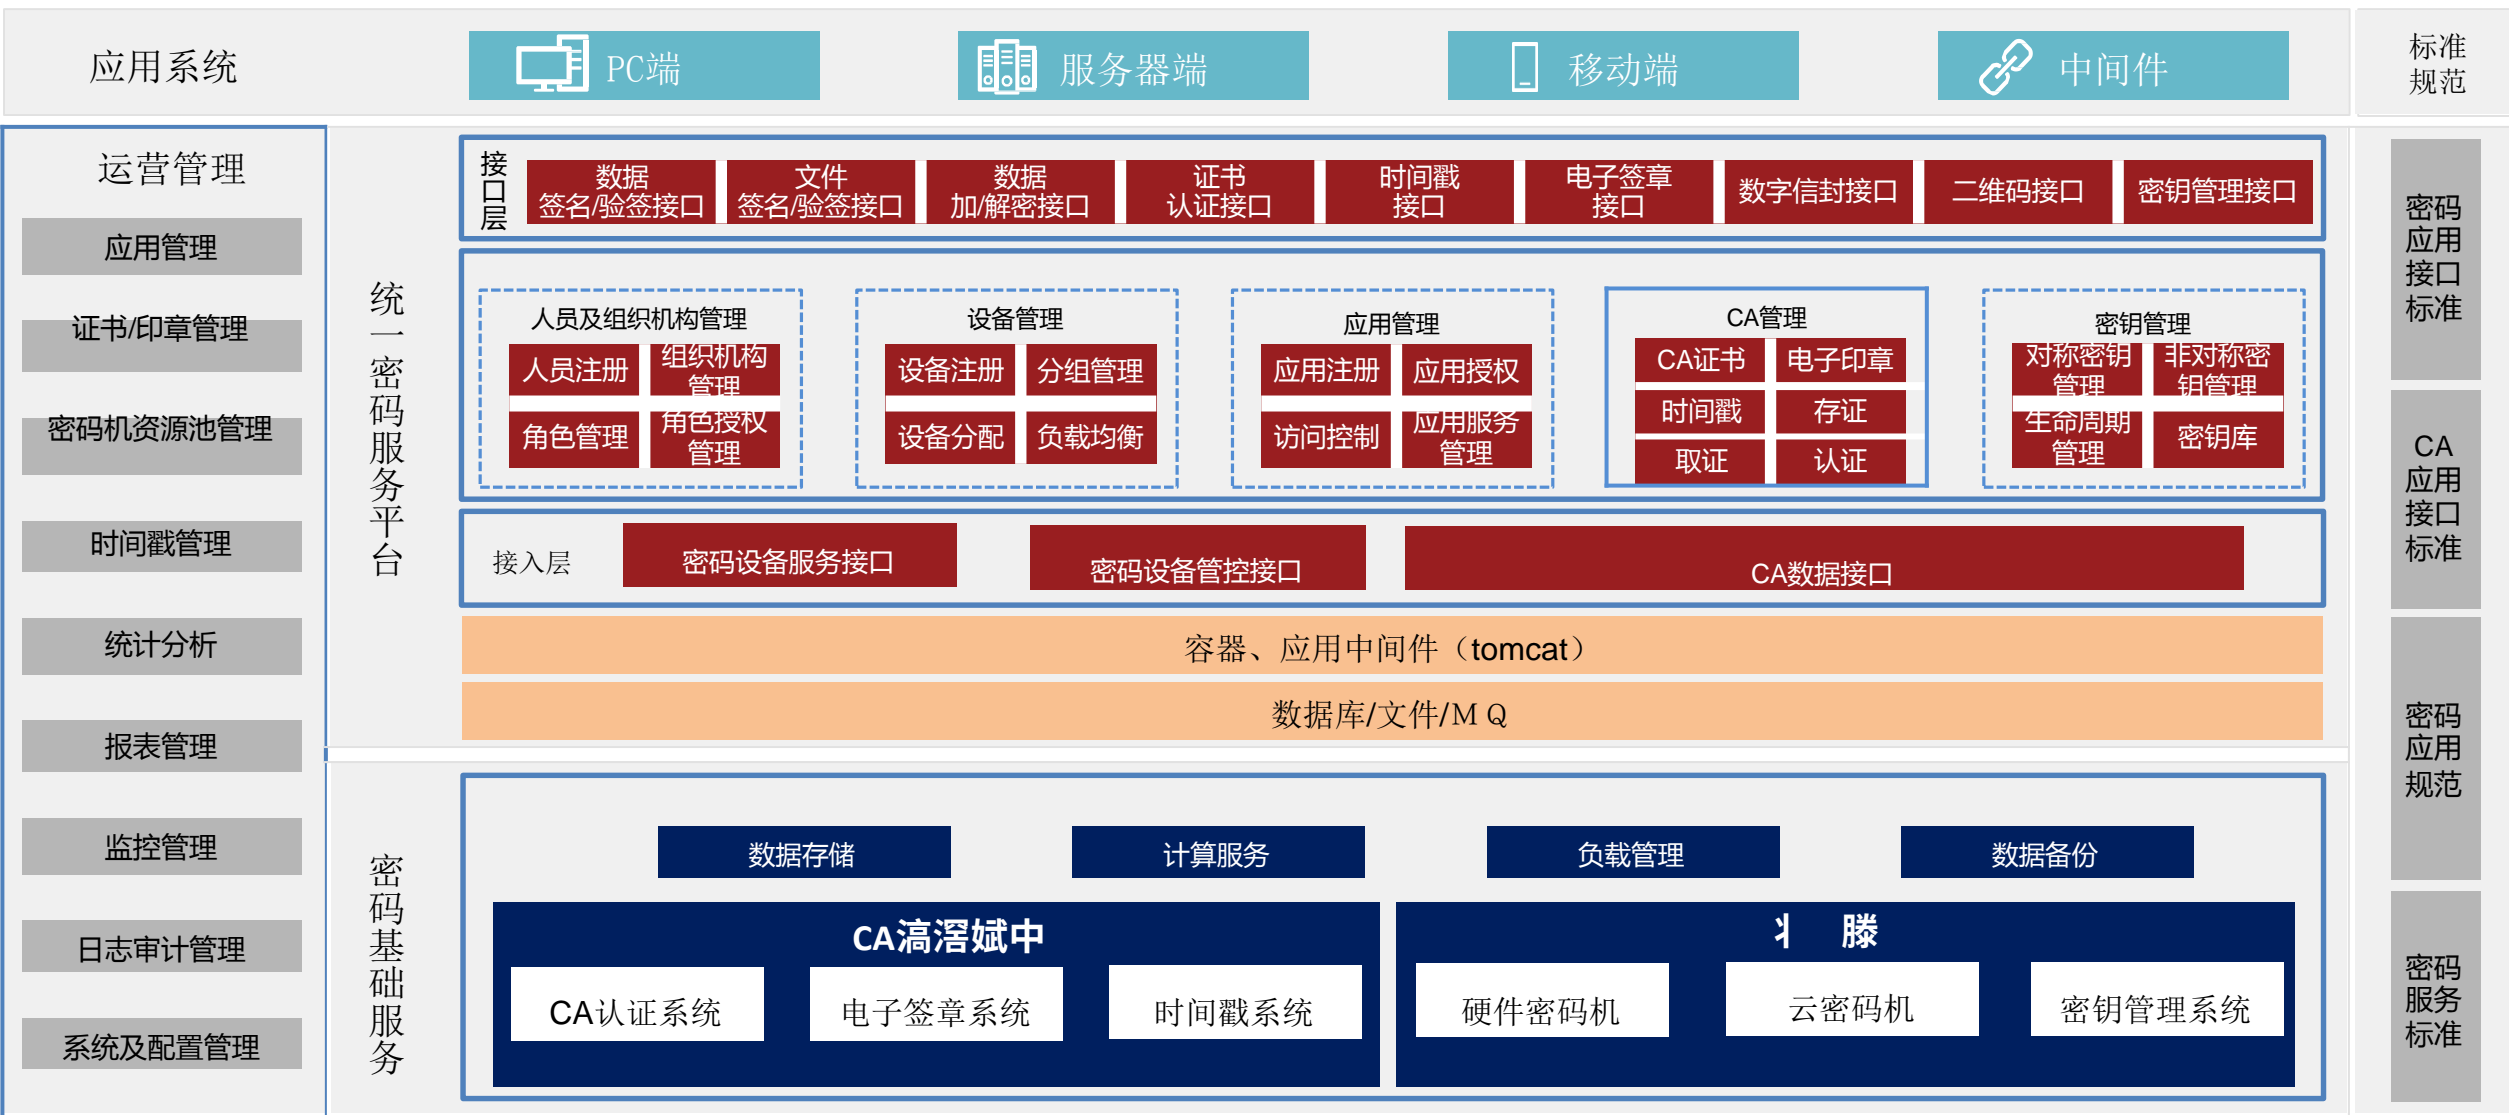 应用系统
PC端
服务器端
移动端
中间件
标准
规范
运营管理
应用管理
证书/印章管理
密码机资源池管理
时间戳管理
统计分析
报表管理
监控管理
日志审计管理
系统及配置管理
统一密码服务平台
接口层
数据
签名/验签接口
文件
签名/验签接口
数据
加/解密接口
证书
认证接口
时间戳
接口
电子签章
接口
数字信封接口
二维码接口
密钥管理接口
人员及组织机构管理
人员注册
组织机构
管理
角色管理
角色授权
管理
设备管理
设备注册
分组管理
设备分配
负载均衡
应用管理
应用注册
应用授权
访问控制
应用服务
管理
CA管理
CA证书
电子印章
时间戳
存证
取证
认证
密钥管理
对称密钥
管理
非对称密
钥管理
生命周期
管理
密钥库
接入层
密码设备服务接口
密码设备管控接口
CA数据接口
容器、应用中间件（tomcat）
数据库/文件/MQ
密码基础服务
数据存储
计算服务
负载管理
数据备份
CA滈滘娬中
丬 滕
CA认证系统
电子签章系统
时间戳系统
硬件密码机
云密码机
密钥管理系统
密码
应用
接口
标准
CA
应用
接口
标准
密码
应用
规范
密码
服务
标准